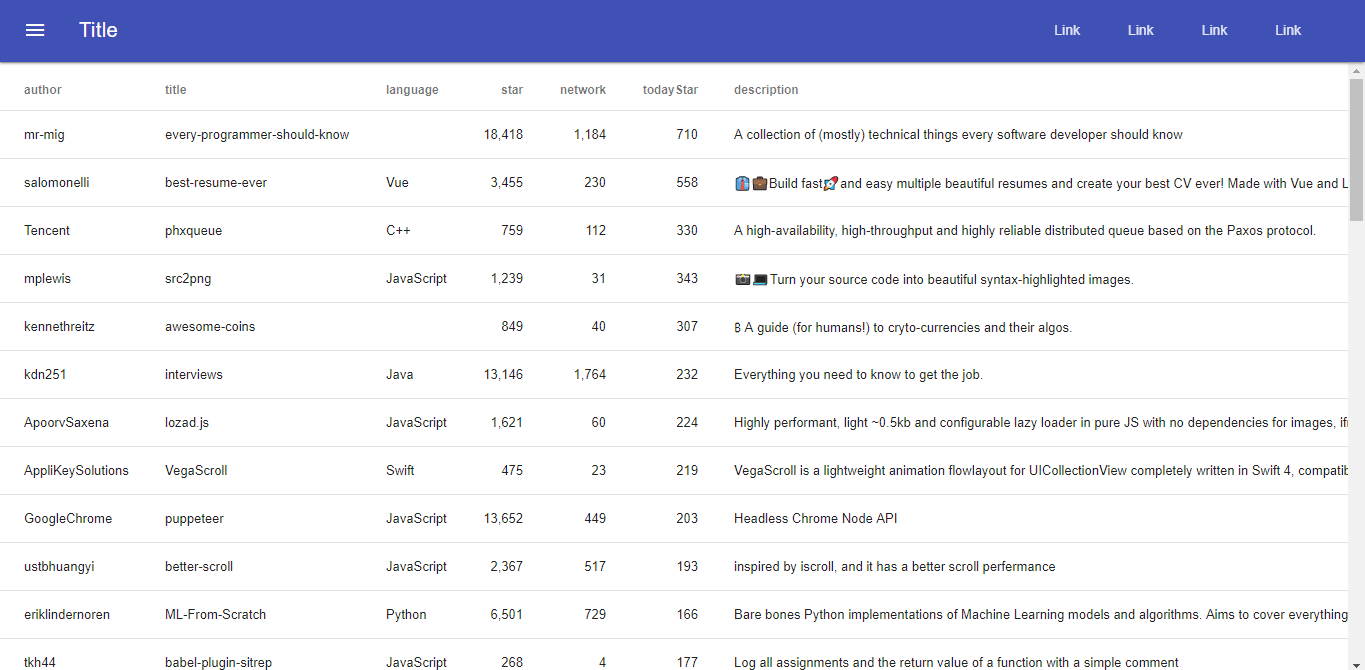 Title Link Link Link Link
author title language star network todayStar description
mr-mig every-programmer-should-know 18,418 1,184 710 A collection of (mostly) technical things every software developer should know
salomonelli best-resume-ever Vue 3,455 230 558 👔💼Build fast🚀and easy multiple beautiful resumes and create your best CV ever! Made with Vue and L
Tencent phxqueue C++ 759 112 330 A high-availability, high-throughput and highly reliable distributed queue based on the Paxos protocol.
mplewis src2png JavaScript 1,239 31 343 📸💻Turn your source code into beautiful syntax-highlighted images.
kennethreitz awesome-coins 849 40 307 ₿ A guide (for humans!) to cryto-currencies and their algos.
kdn251 interviews Java 13,146 1,764 232 Everything you need to know to get the job.
ApoorvSaxena lozad.js JavaScript 1,621 60 224 Highly performant, light ~0.5kb and configurable lazy loader in pure JS with no dependencies for images, if
AppliKeySolutions VegaScroll Swift 475 23 219 VegaScroll is a lightweight animation flowlayout for UICollectionView completely written in Swift 4, compatib
GoogleChrome puppeteer JavaScript 13,652 449 203 Headless Chrome Node API
ustbhuangyi better-scroll JavaScript 2,367 517 193 inspired by iscroll, and it has a better scroll perfermance
eriklindernoren ML-From-Scratch Python 6,501 729 166 Bare bones Python implementations of Machine Learning models and algorithms. Aims to cover everything
tkh44 babel-plugin-sitrep JavaScript 268 4 177 Log all assignments and the return value of a function with a simple comment